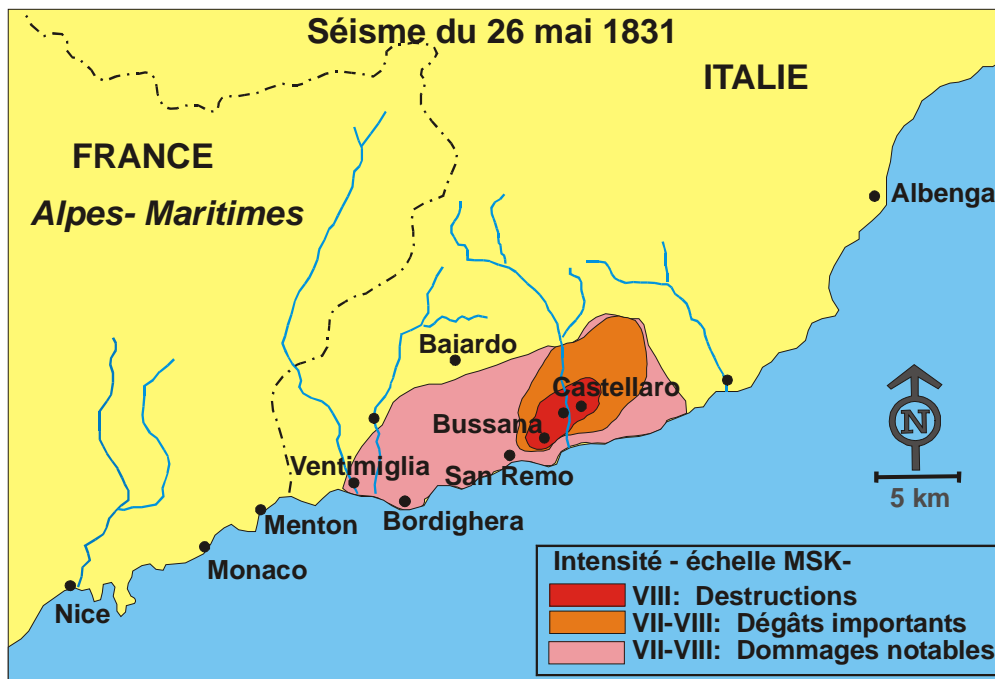 Séisme du 26 mai 1831
ITALIE
FRANCE
Alpes- Maritimes
Albenga
Baiardo
Castellaro
Bussana
Ventimiglia
San Remo
Menton
Bordighera
Monaco
Nice
N
5 km
Intensité - échelle MSK-
VIII: Destructions
VII-VIII: Dégâts importants
VII-VIII: Dommages notables